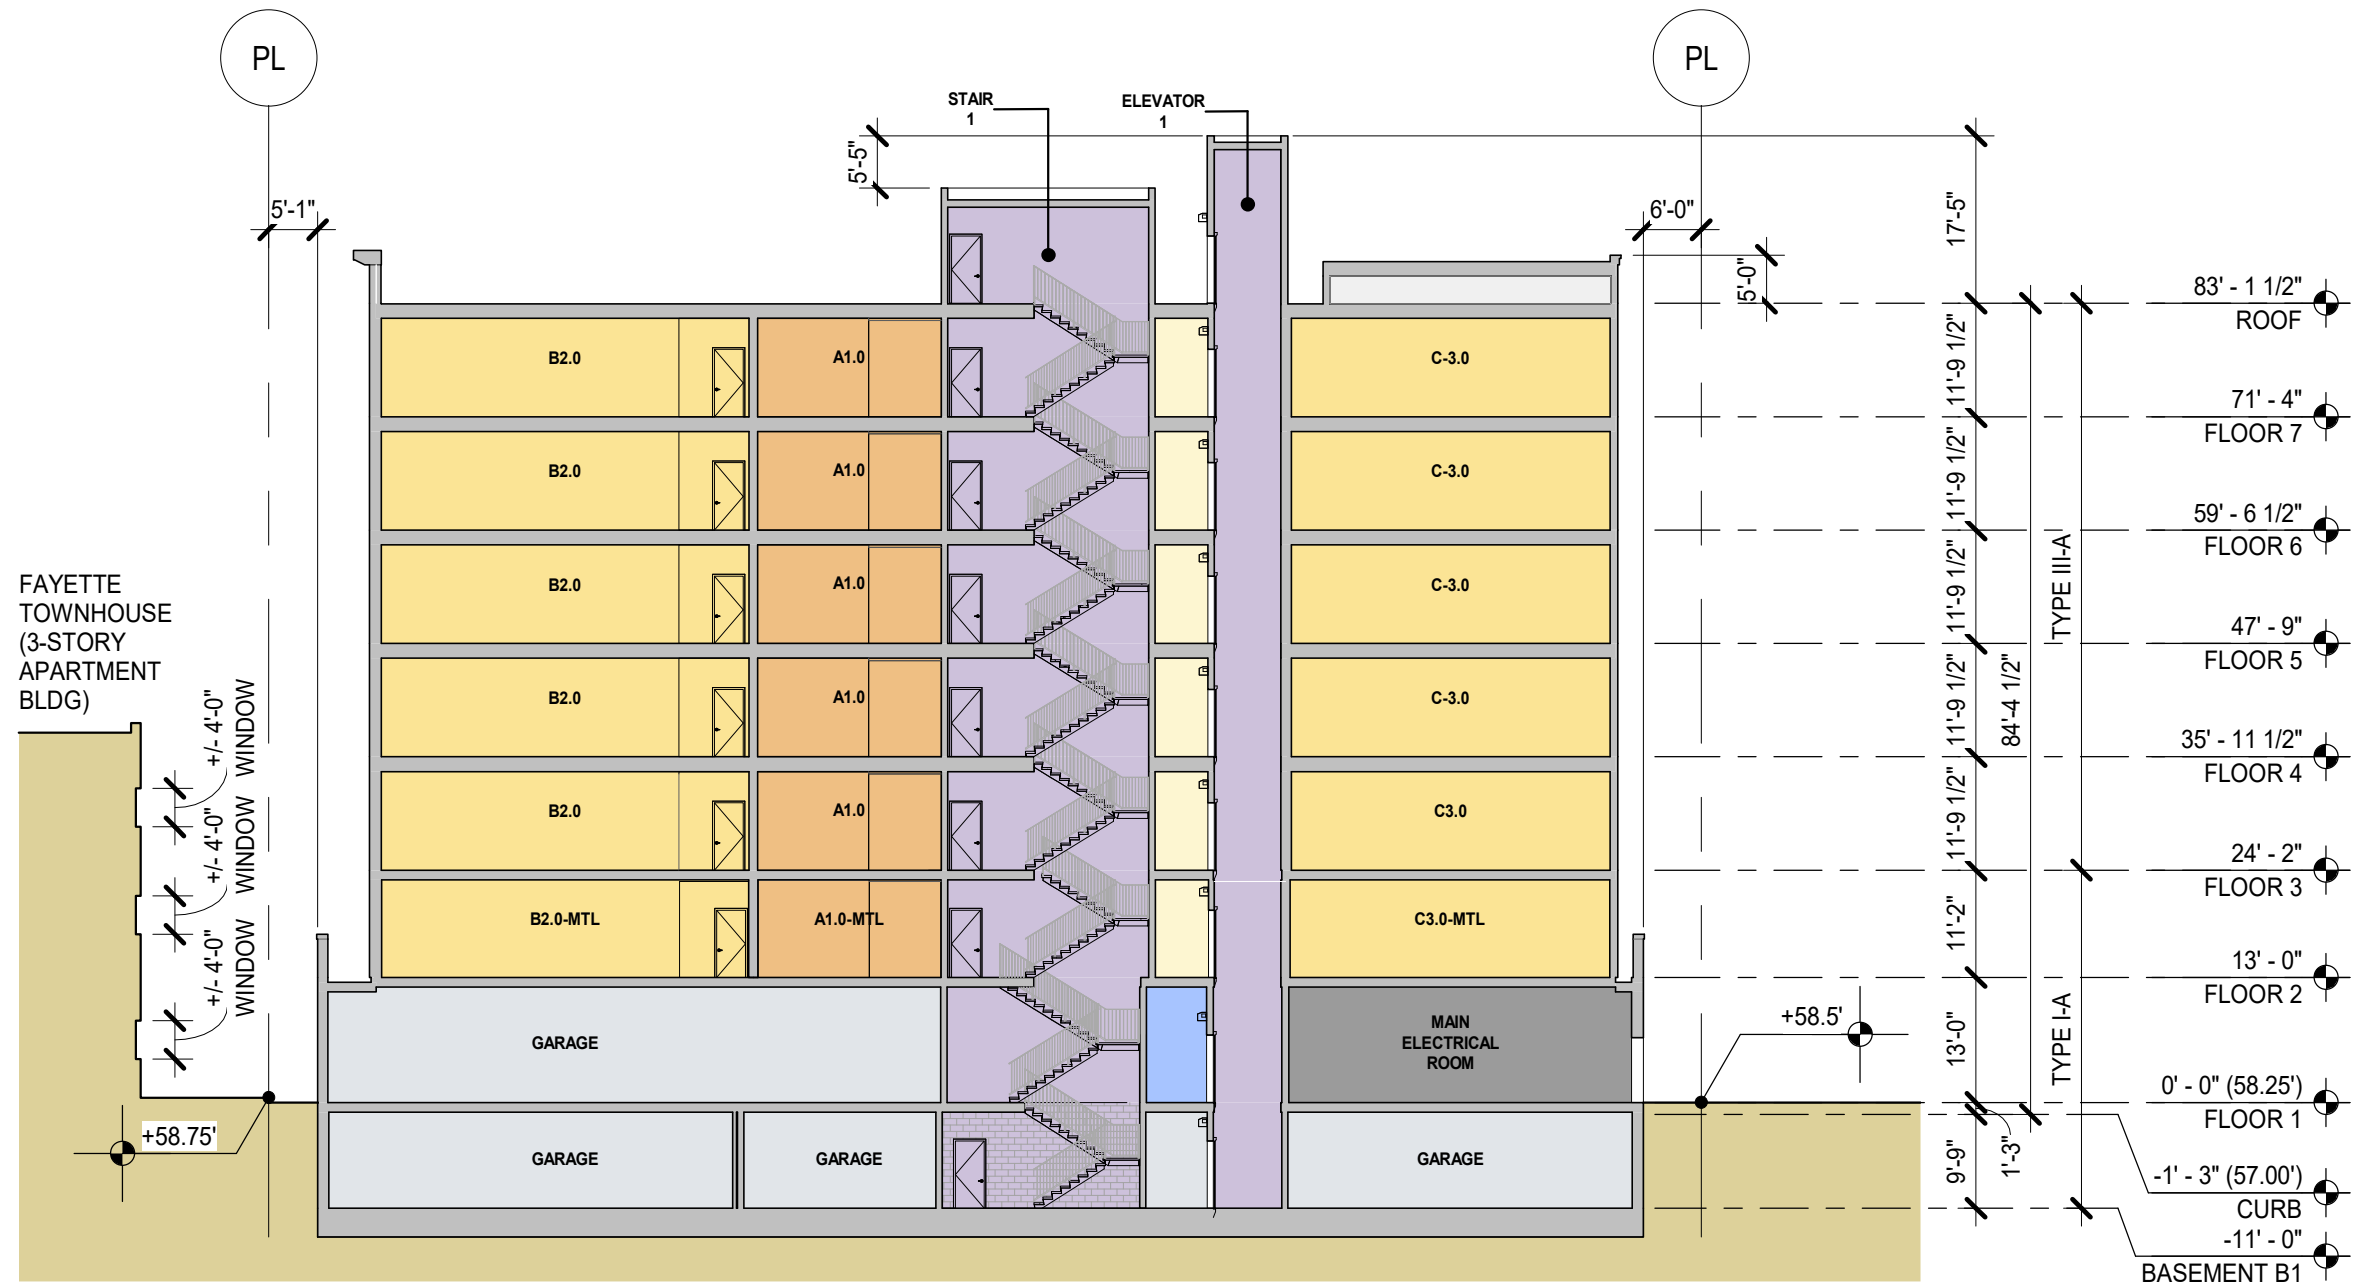 PL
PL
STAIR
1
ELEVATOR
1
5'-5"
5'-1"
6'-0"
5'-0"
17'-5"
83' - 1 1/2"
ROOF
B2.0
A1.0
C-3.0
11'-9 1/2"
71' - 4"
FLOOR 7
B2.0
A1.0
C-3.0
11'-9 1/2"
59' - 6 1/2"
FLOOR 6
B2.0
A1.0
C-3.0
11'-9 1/2"
TYPE III-A
47' - 9"
FLOOR 5
FAYETTE
TOWNHOUSE
(3-STORY
APARTMENT
BLDG)
B2.0
A1.0
C-3.0
11'-9 1/2"
84'-4 1/2"
35' - 11 1/2"
FLOOR 4
+/- 4'-0"
WINDOW
B2.0
A1.0
C3.0
11'-9 1/2"
24' - 2"
FLOOR 3
+/- 4'-0"
WINDOW
B2.0-MTL
A1.0-MTL
C3.0-MTL
11'-2"
13' - 0"
FLOOR 2
+/- 4'-0"
WINDOW
GARAGE
MAIN
ELECTRICAL
ROOM
+58.5'
13'-0"
TYPE I-A
0' - 0" (58.25')
FLOOR 1
+58.75'
GARAGE
GARAGE
GARAGE
9'-9"
1'-3"
-1' - 3" (57.00')
CURB
-11' - 0"
BASEMENT B1